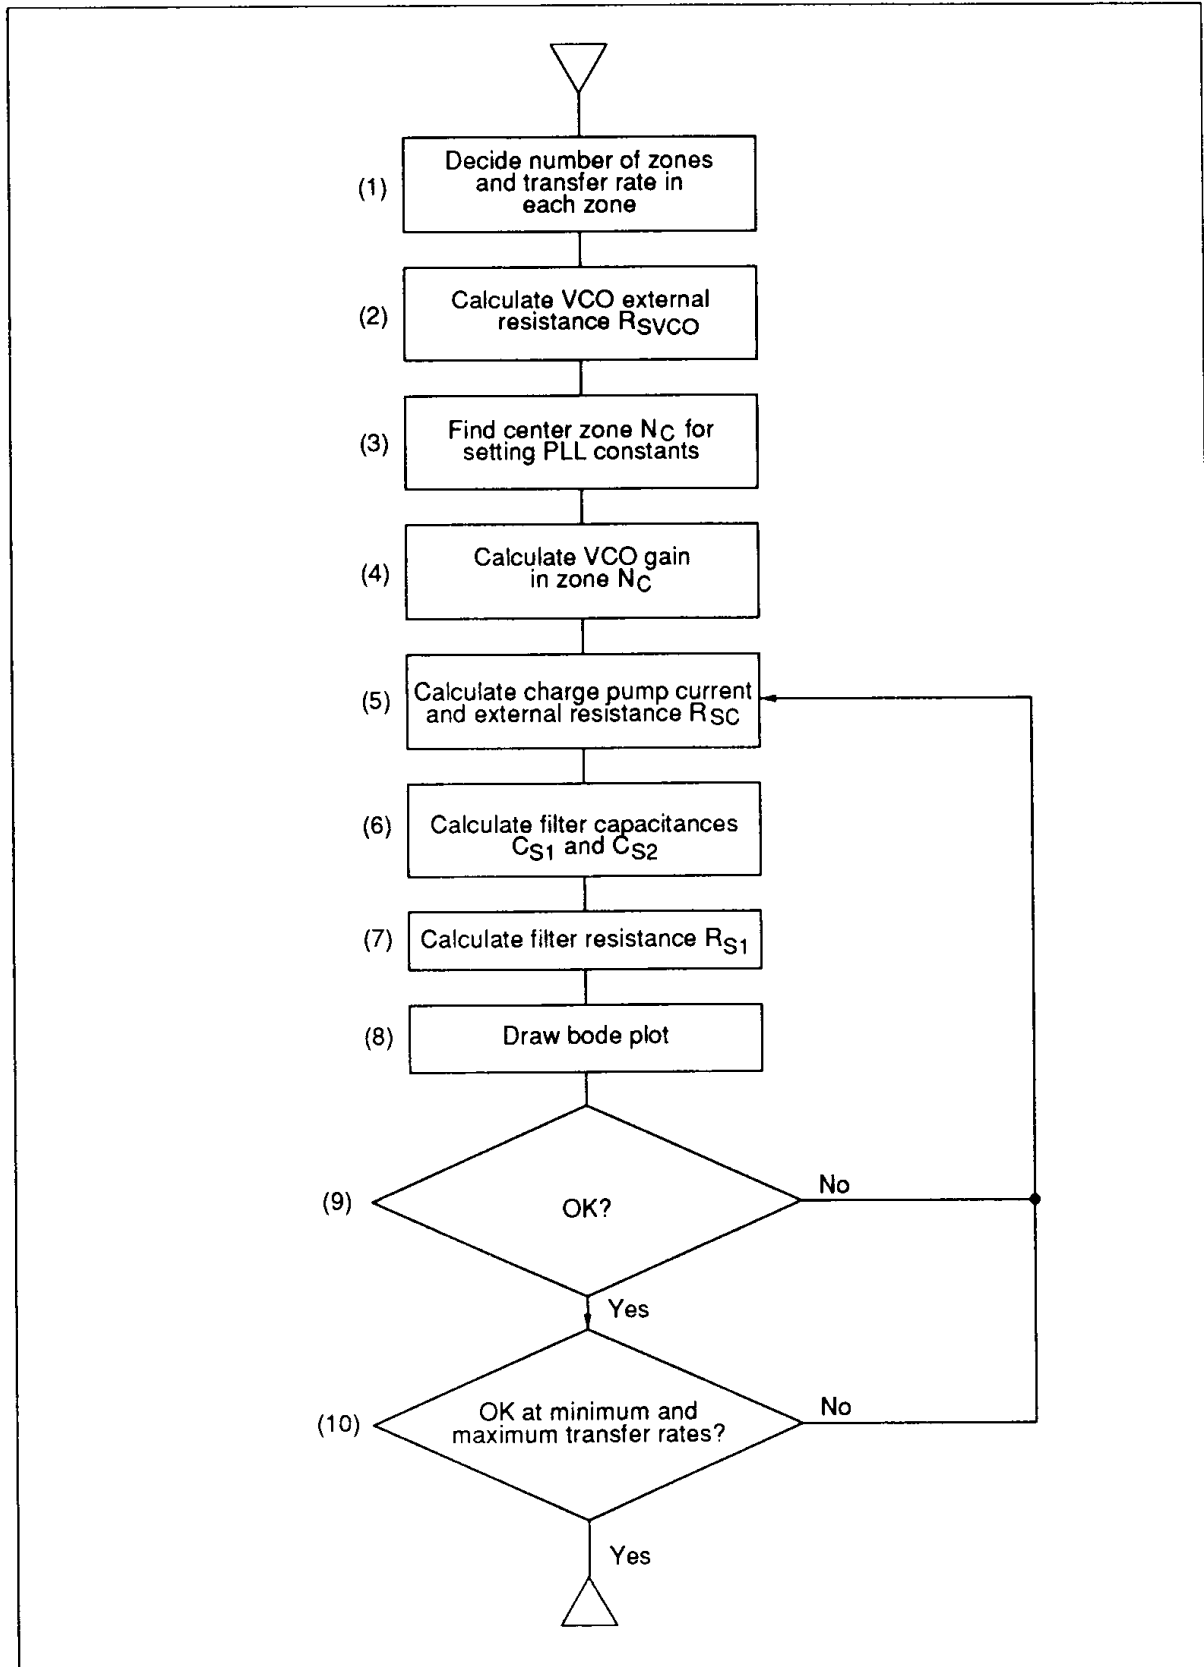 Decide number of zones
and transfer rate in
each zone
(1)
Calculate VCO external
resistance RSVCO
(2)
Find center zone NC for
setting PLL constants
(3)
Calculate VCO gain
in zone NC
(4)
Calculate charge pump current
and external resistance RSC
(5)
Calculate filter capacitances
CS1 and CS2
(6)
Calculate filter resistance RS1
(7)
Draw bode plot
(8)
OK?
(9)
No
Yes
OK at minimum and
maximum transfer rates?
(10)
No
Yes